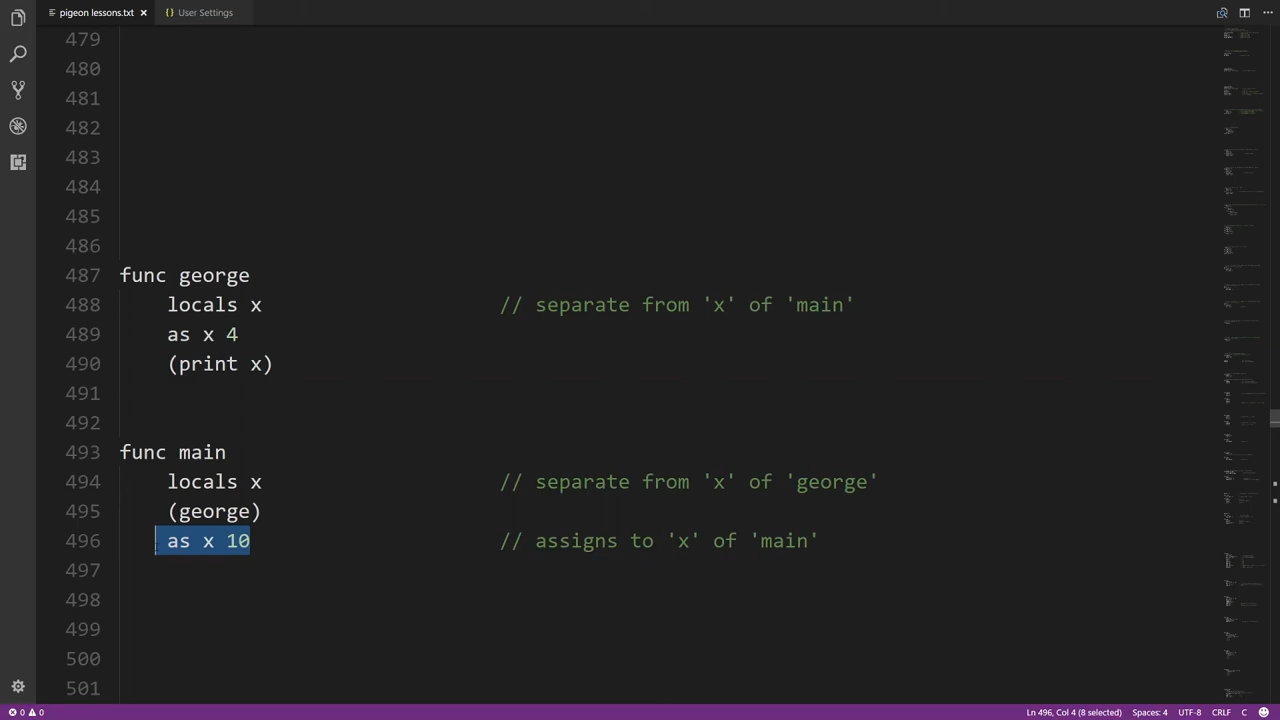 pigeon lessons.txt
User Settings
479
480
481
482
483
484
485
486
487 func george
488 locals x // separate from 'x' of 'main'
489 as x 4
490 (print x)
491
492
493 func main
494 locals x // separate from 'x' of 'george'
495 (george)
496 as x 10 // assigns to 'x' of 'main'
497
498
499
500
501
0 0 Ln 496, Col 4 (8 selected) Spaces: 4 UTF-8 CRLF C